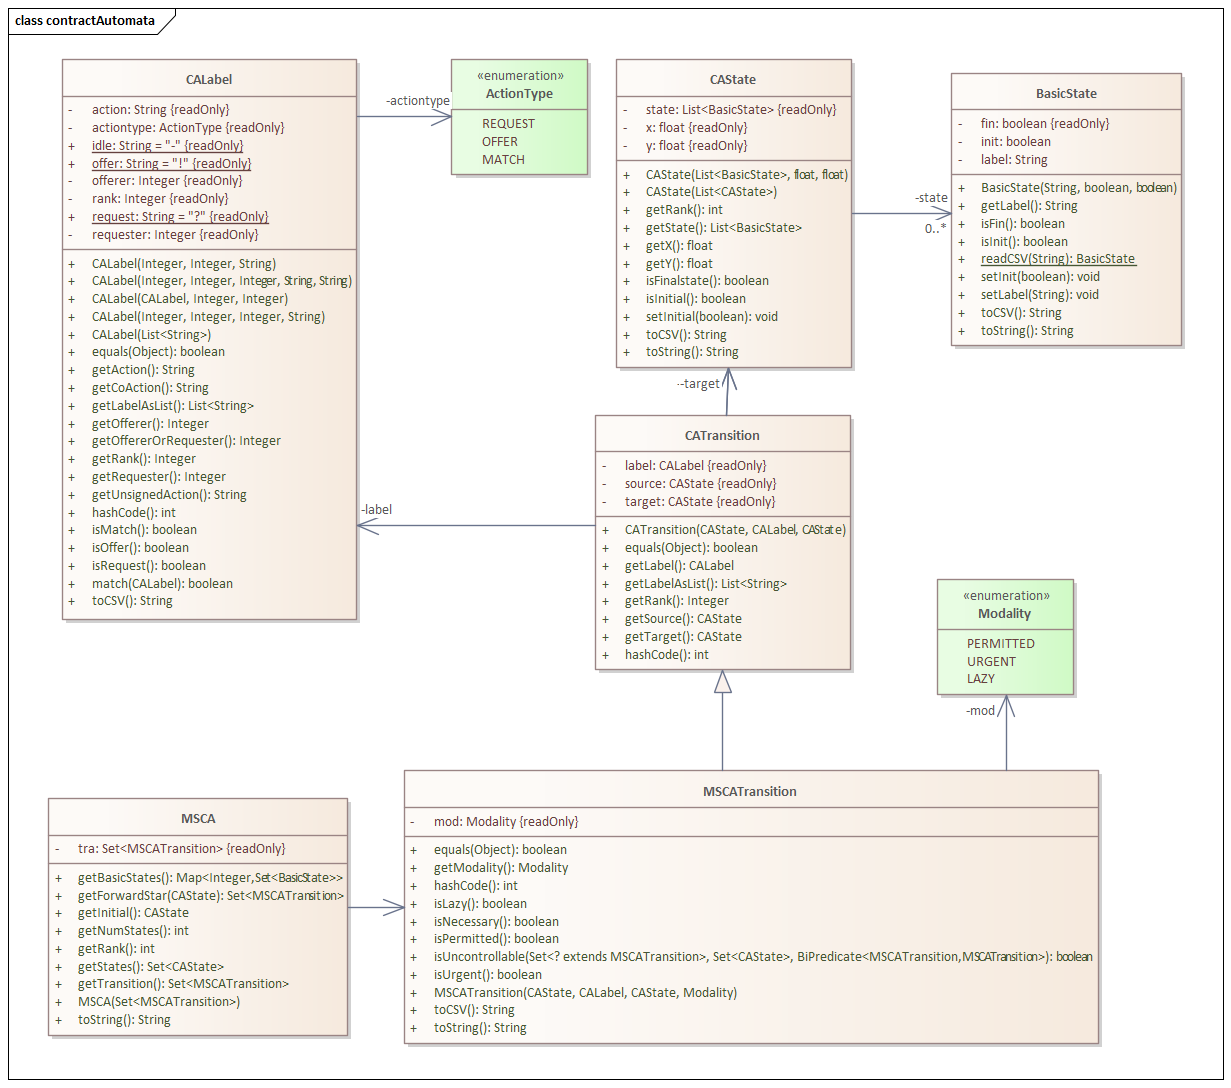 class contractAutomata
CALabel
- action: String {readOnly}
- actiontype: ActionType {readOnly}
+ idle: String = "-" {readOnly}
+ offer: String = "!" {readOnly}
- offerer: Integer {readOnly}
- rank: Integer {readOnly}
+ request: String = "?" {readOnly}
- requester: Integer {readOnly}
+ CALabel(Integer, Integer, String)
+ CALabel(Integer, Integer, Integer, String, String)
+ CALabel(CALabel, Integer, Integer)
+ CALabel(Integer, Integer, Integer, String)
+ CALabel(List<String>)
+ equals(Object): boolean
+ getAction(): String
+ getCoAction(): String
+ getLabelAsList(): List<String>
+ getOfferer(): Integer
+ getOffererOrRequester(): Integer
+ getRank(): Integer
+ getRequester(): Integer
+ getUnsignedAction(): String
+ hashCode(): int
+ isMatch(): boolean
+ isOffer(): boolean
+ isRequest(): boolean
+ match(CALabel): boolean
+ toCSV(): String
-actiontype
«enumeration»
ActionType
REQUEST
OFFER
MATCH
CAState
- state: List<BasicState> {readOnly}
- x: float {readOnly}
- y: float {readOnly}
+ CAState(List<BasicState>, float, float)
+ CAState(List<CAState>)
+ getRank(): int
+ getState(): List<BasicState>
+ getX(): float
+ getY(): float
+ isFinalstate(): boolean
+ isInitial(): boolean
+ setInitial(boolean): void
+ toCSV(): String
+ toString(): String
-state
0..*
BasicState
- fin: boolean {readOnly}
- init: boolean
- label: String
+ BasicState(String, boolean, boolean)
+ getLabel(): String
+ isFin(): boolean
+ isInit(): boolean
+ readCSV(String): BasicState
+ setInit(boolean): void
+ setLabel(String): void
+ toCSV(): String
+ toString(): String
-target
CATransition
- label: CALabel {readOnly}
- source: CAState {readOnly}
- target: CAState {readOnly}
+ CATransition(CAState, CALabel, CAState)
+ equals(Object): boolean
+ getLabel(): CALabel
+ getLabelAsList(): List<String>
+ getRank(): Integer
+ getSource(): CAState
+ getTarget(): CAState
+ hashCode(): int
-label
«enumeration»
Modality
PERMITTED
URGENT
LAZY
-mod
MSCA
- tra: Set<MSCATransition> {readOnly}
+ getBasicStates(): Map<Integer,Set<BasicState>>
+ getForwardStar(CAState): Set<MSCATransition>
+ getInitial(): CAState
+ getNumStates(): int
+ getRank(): int
+ getStates(): Set<CAState>
+ getTransition(): Set<MSCATransition>
+ MSCA(Set<MSCATransition>)
+ toString(): String
MSCATransition
- mod: Modality {readOnly}
+ equals(Object): boolean
+ getModality(): Modality
+ hashCode(): int
+ isLazy(): boolean
+ isNecessary(): boolean
+ isPermitted(): boolean
+ isUncontrollable(Set<? extends MSCATransition>, Set<CAState>, BiPredicate<MSCATransition,MSCATransition>): boolean
+ isUrgent(): boolean
+ MSCATransition(CAState, CALabel, CAState, Modality)
+ toCSV(): String
+ toString(): String